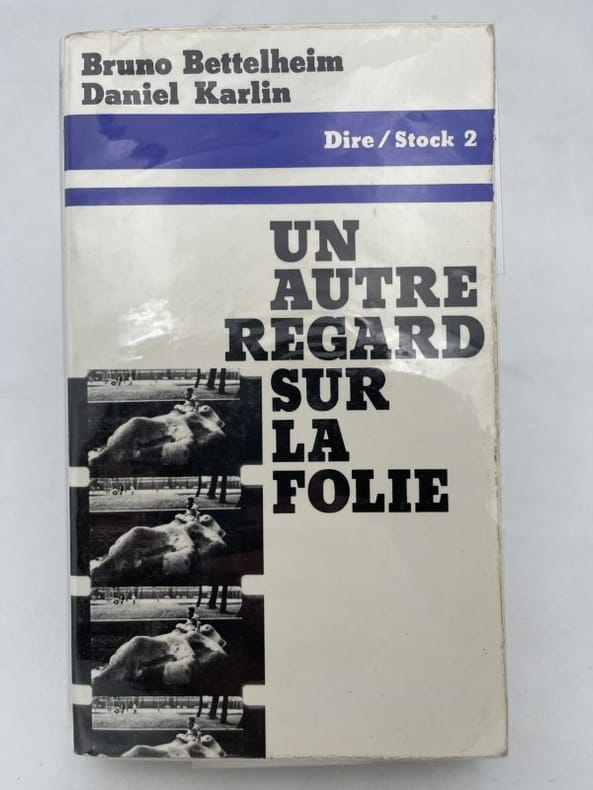 Bruno Bettelheim
Daniel Karlin
Dire / Stock 2
UN
AUTRE
REGARD
SUR
LA
FOLIE